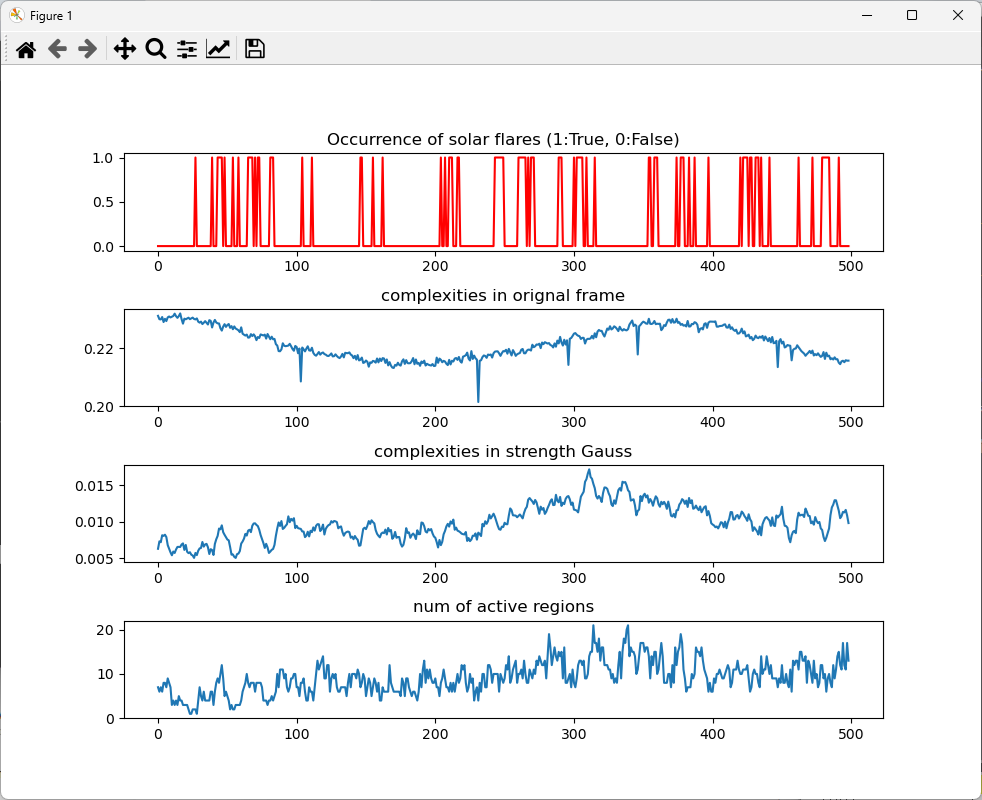 Figure 1
Occurrence of solar flares (1:True, 0:False)
1.0
0.5
0.0
0 100 200 300 400 500
complexities in orignal frame
0.22
0.20
0 100 200 300 400 500
complexities in strength Gauss
0.015
0.010
0.005
0 100 200 300 400 500
num of active regions
20
10
0
0 100 200 300 400 500